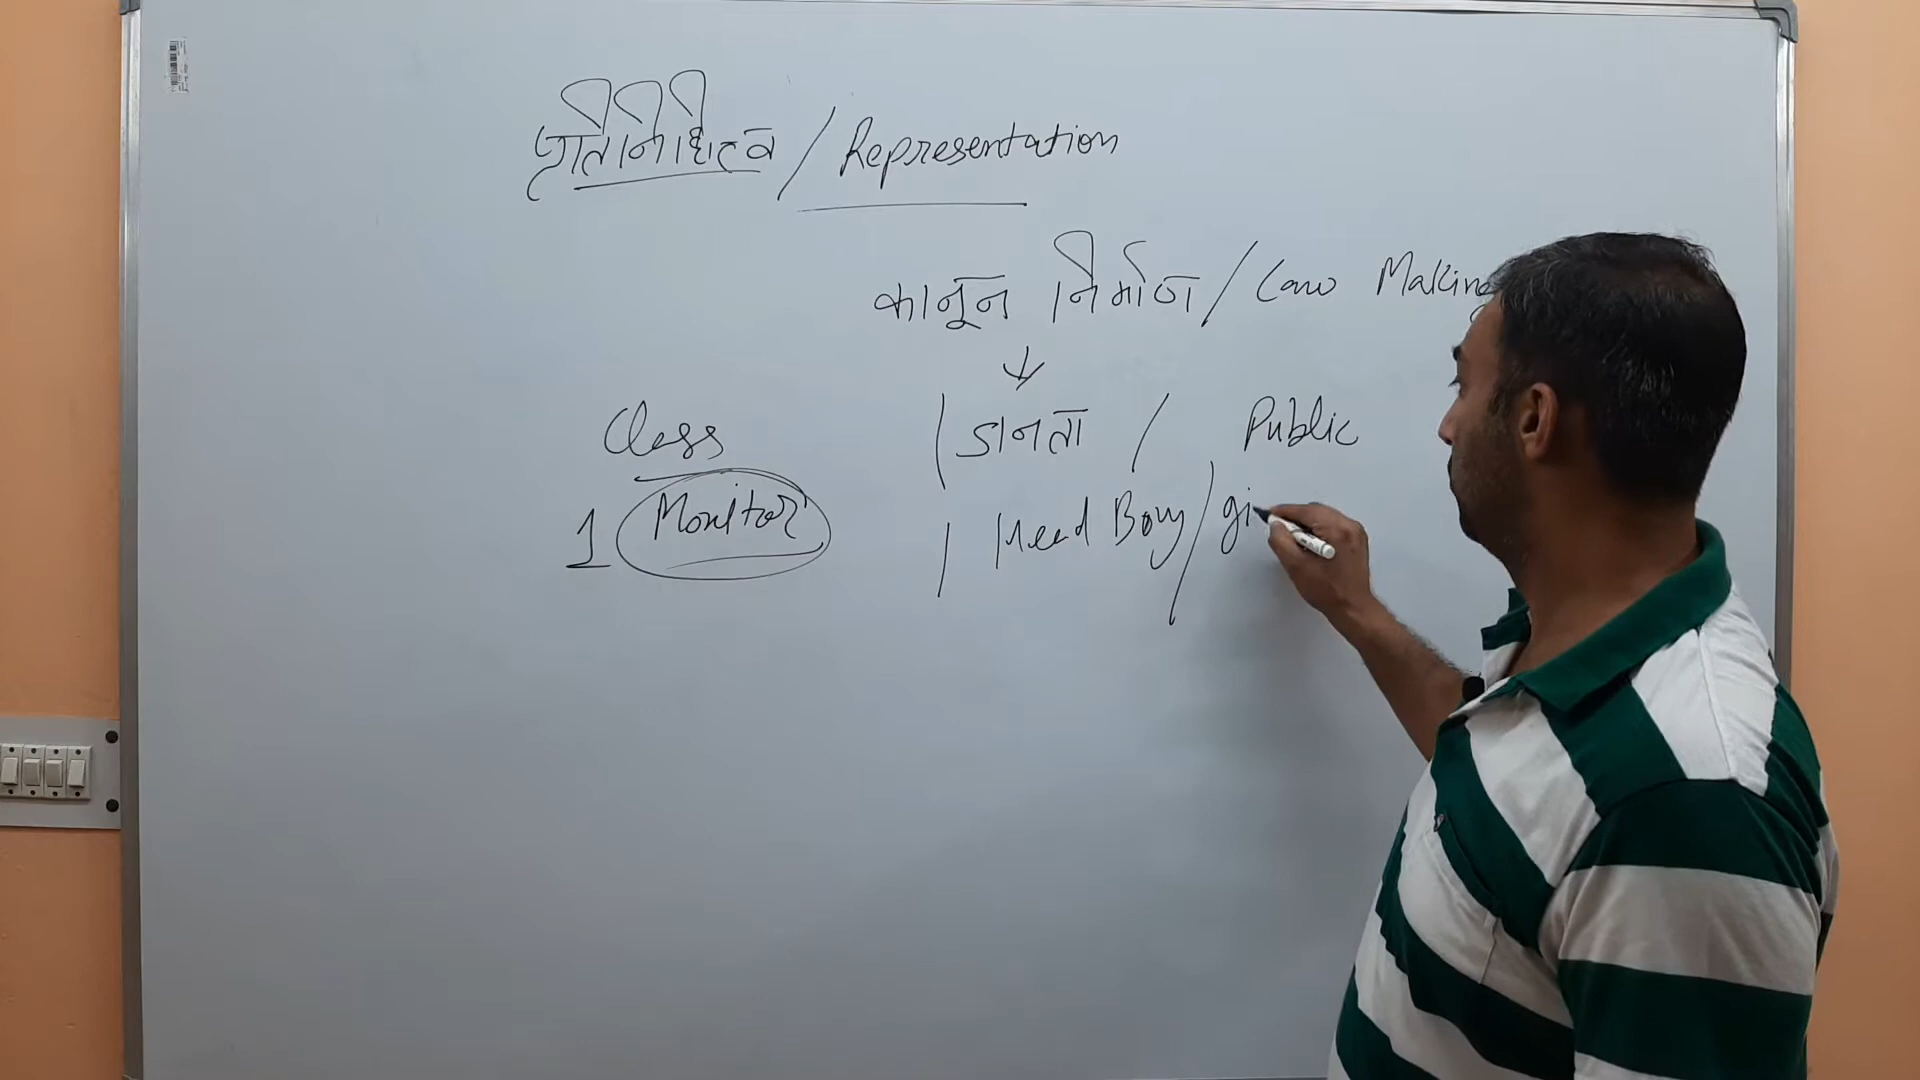 प्रतिनिधित्व / Representation
कानून निर्माण / Law Making
Class | जनता / Public
1 Monitor | Head Boy / gi